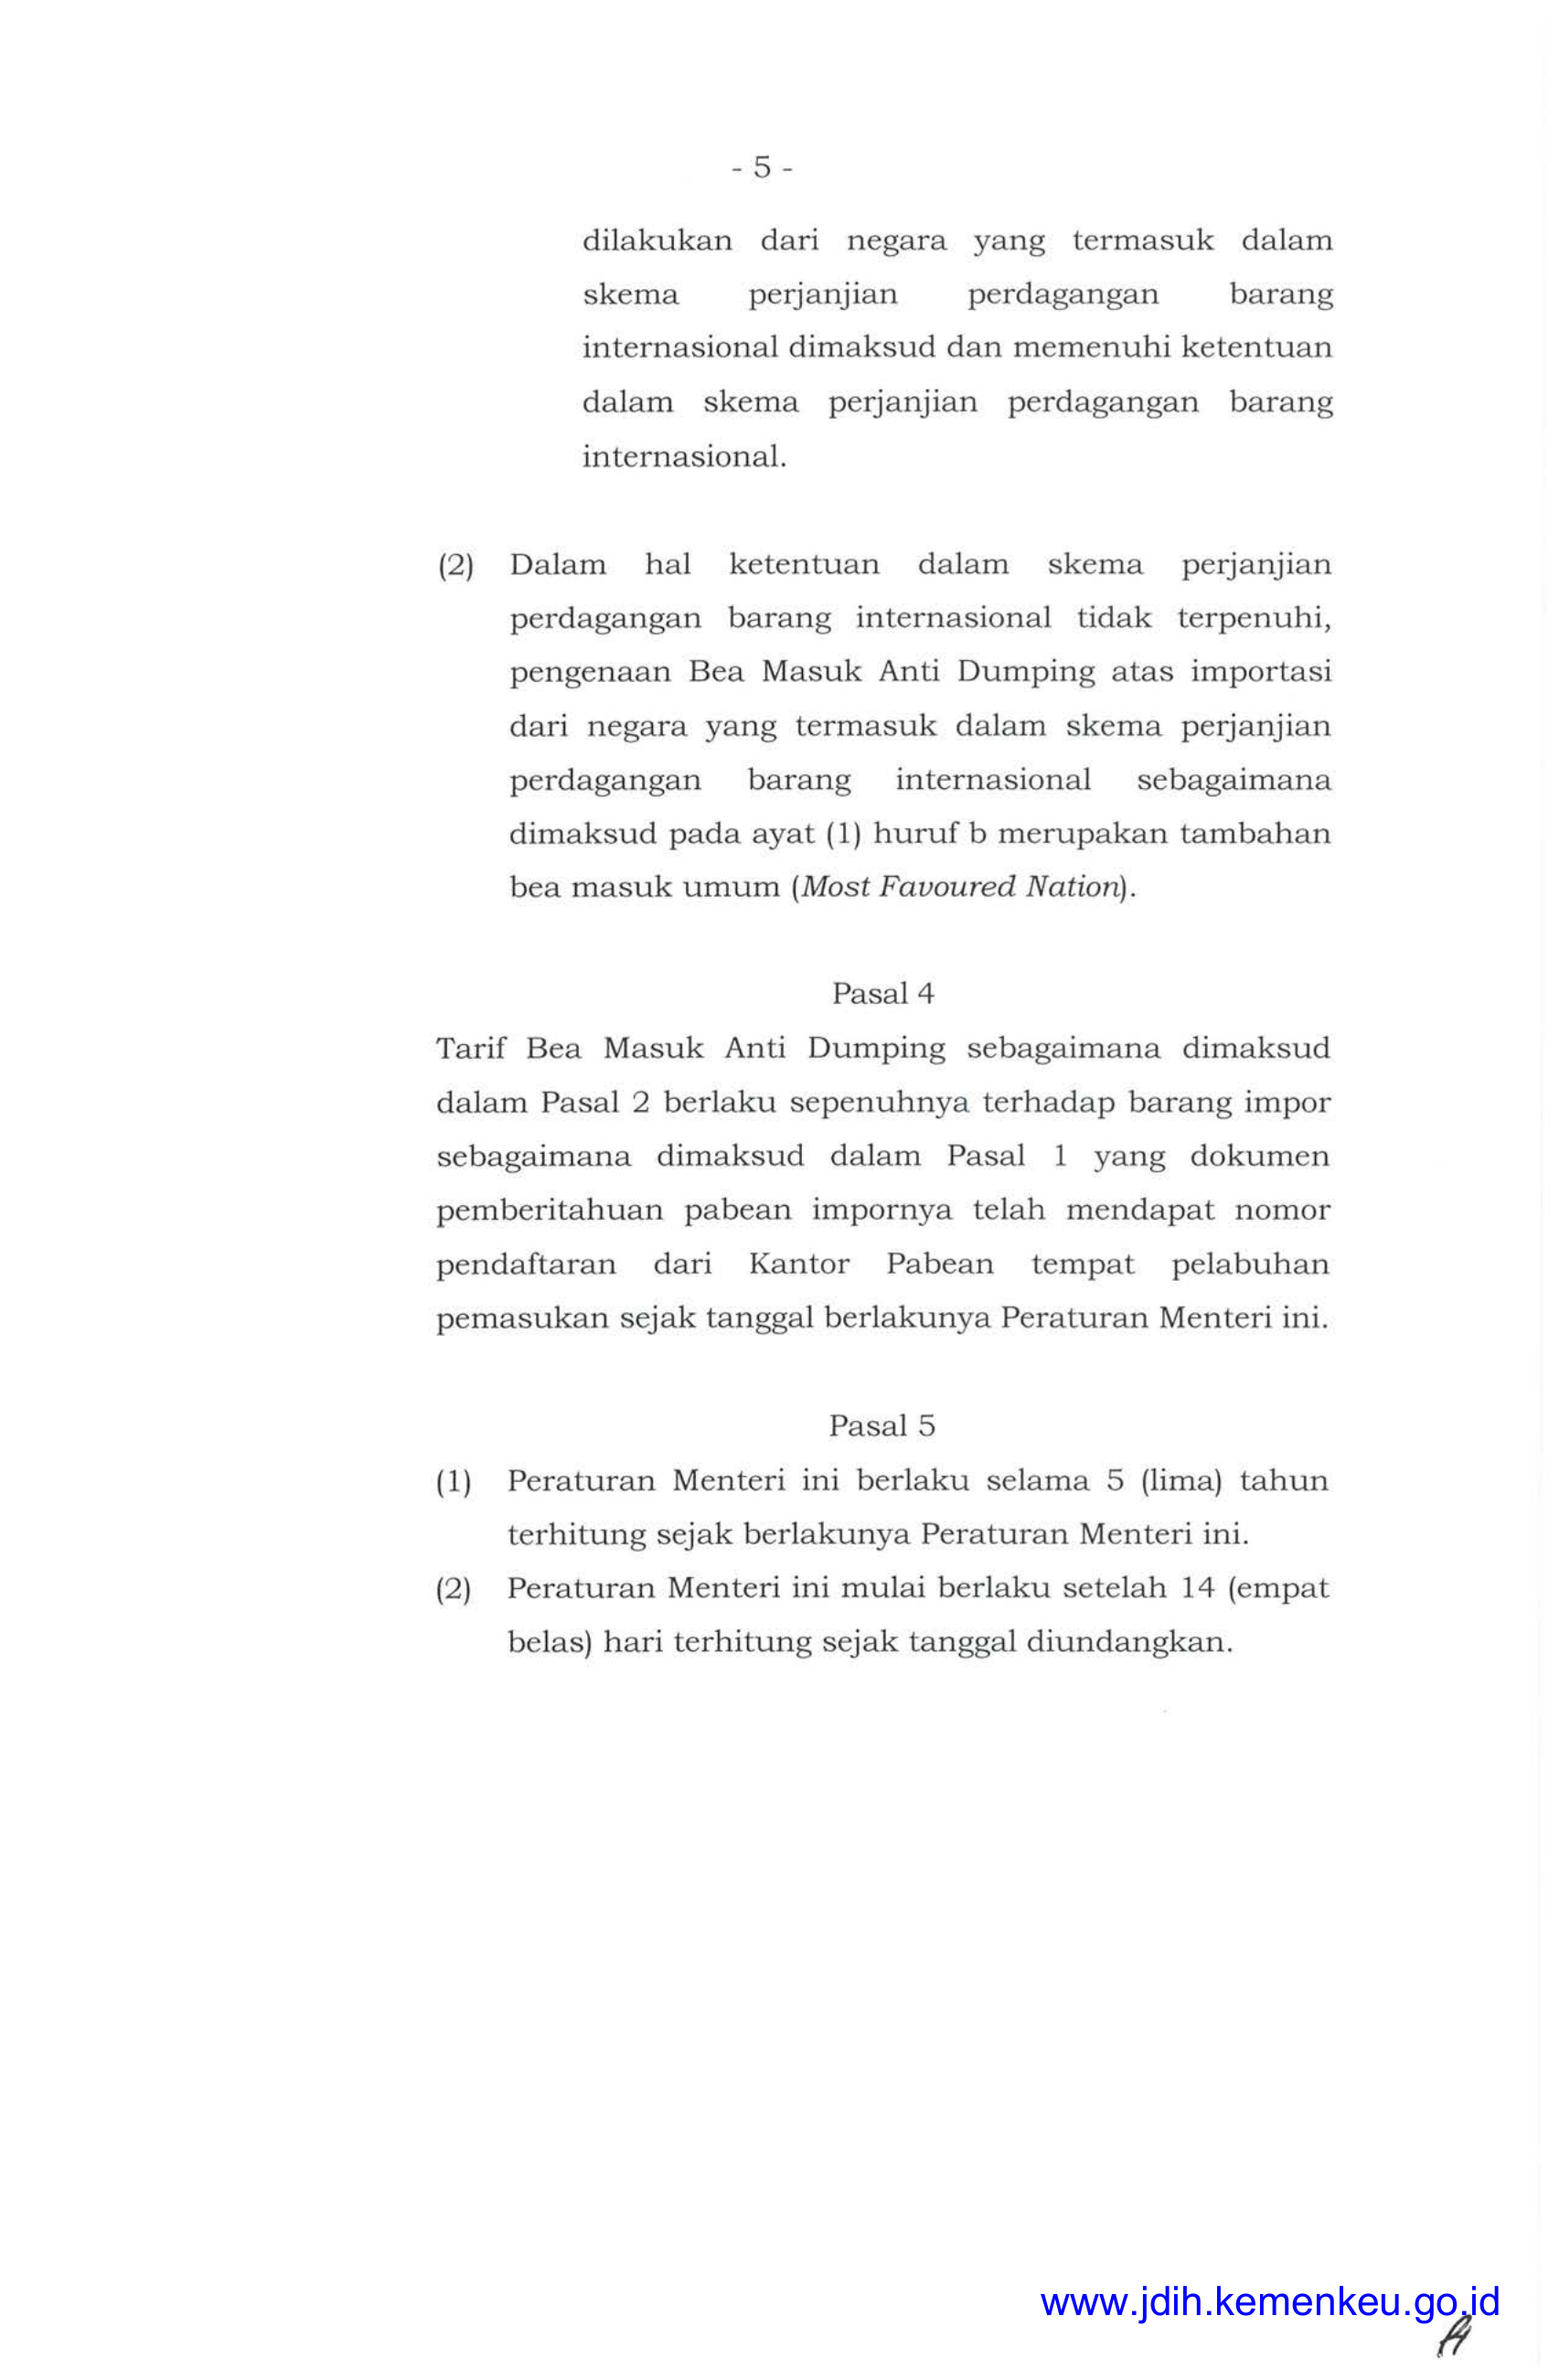 - 5 -
dilakukan dari negara yang termasuk dalam
skema perjanjian perdagangan barang
internasional dimaksud dan memenuhi ketentuan
dalam skema perjanjian perdagangan barang
internasional.
(2) Dalam hal ketentuan dalam skema perjanjian
perdagangan barang internasional tidak terpenuhi,
pengenaan Bea Masuk Anti Dumping atas importasi
dari negara yang termasuk dalam skema perjanjian
perdagangan barang internasional sebagaimana
dimaksud pada ayat (1) huruf b merupakan tambahan
bea masuk umum (Most Favoured Nation).
Pasal 4
Tarif Bea Masuk Anti Dumping sebagaimana dimaksud
dalam Pasal 2 berlaku sepenuhnya terhadap barang impor
sebagaimana dimaksud dalam Pasal 1 yang dokumen
pemberitahuan pabean impornya telah mendapat nomor
pendaftaran dari Kantor Pabean tempat pelabuhan
pemasukan sejak tanggal berlakunya Peraturan Menteri ini.
Pasal 5
(1) Peraturan Menteri ini berlaku selama 5 (lima) tahun
terhitung sejak berlakunya Peraturan Menteri ini.
(2) Peraturan Menteri ini mulai berlaku setelah 14 (empat
belas) hari terhitung sejak tanggal diundangkan.
www.jdih.kemenkeu.go.id